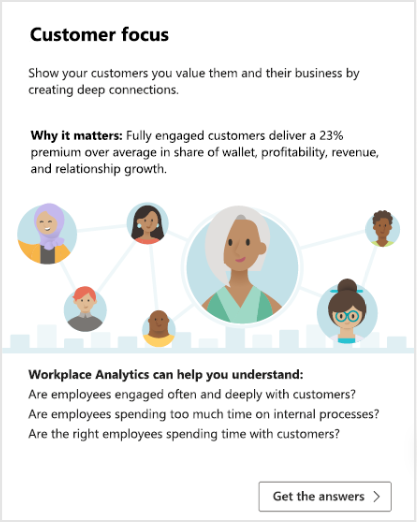 Customer focus
Show your customers you value them and their business by
creating deep connections.
Why it matters: Fully engaged customers deliver a 23%
premium over average in share of wallet, profitability, revenue,
and relationship growth.
Workplace Analytics can help you understand:
Are employees engaged often and deeply with customers?
Are employees spending too much time on internal processes?
Are the right employees spending time with customers?
Get the answers >